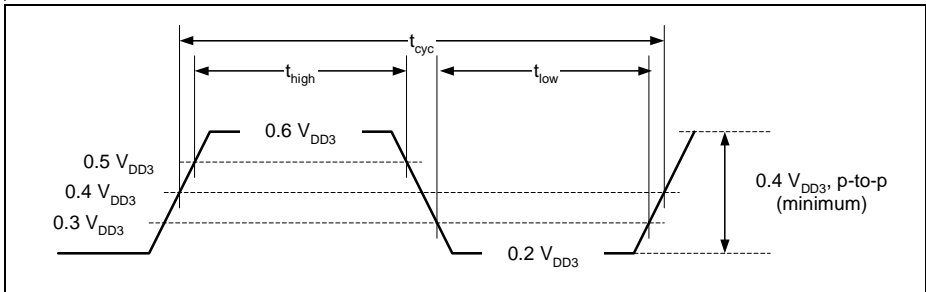 t_cyc
t_high
t_low
0.6 V_DD3
0.5 V_DD3
0.4 V_DD3
0.3 V_DD3
0.4 V_DD3, p-to-p
(minimum)
0.2 V_DD3